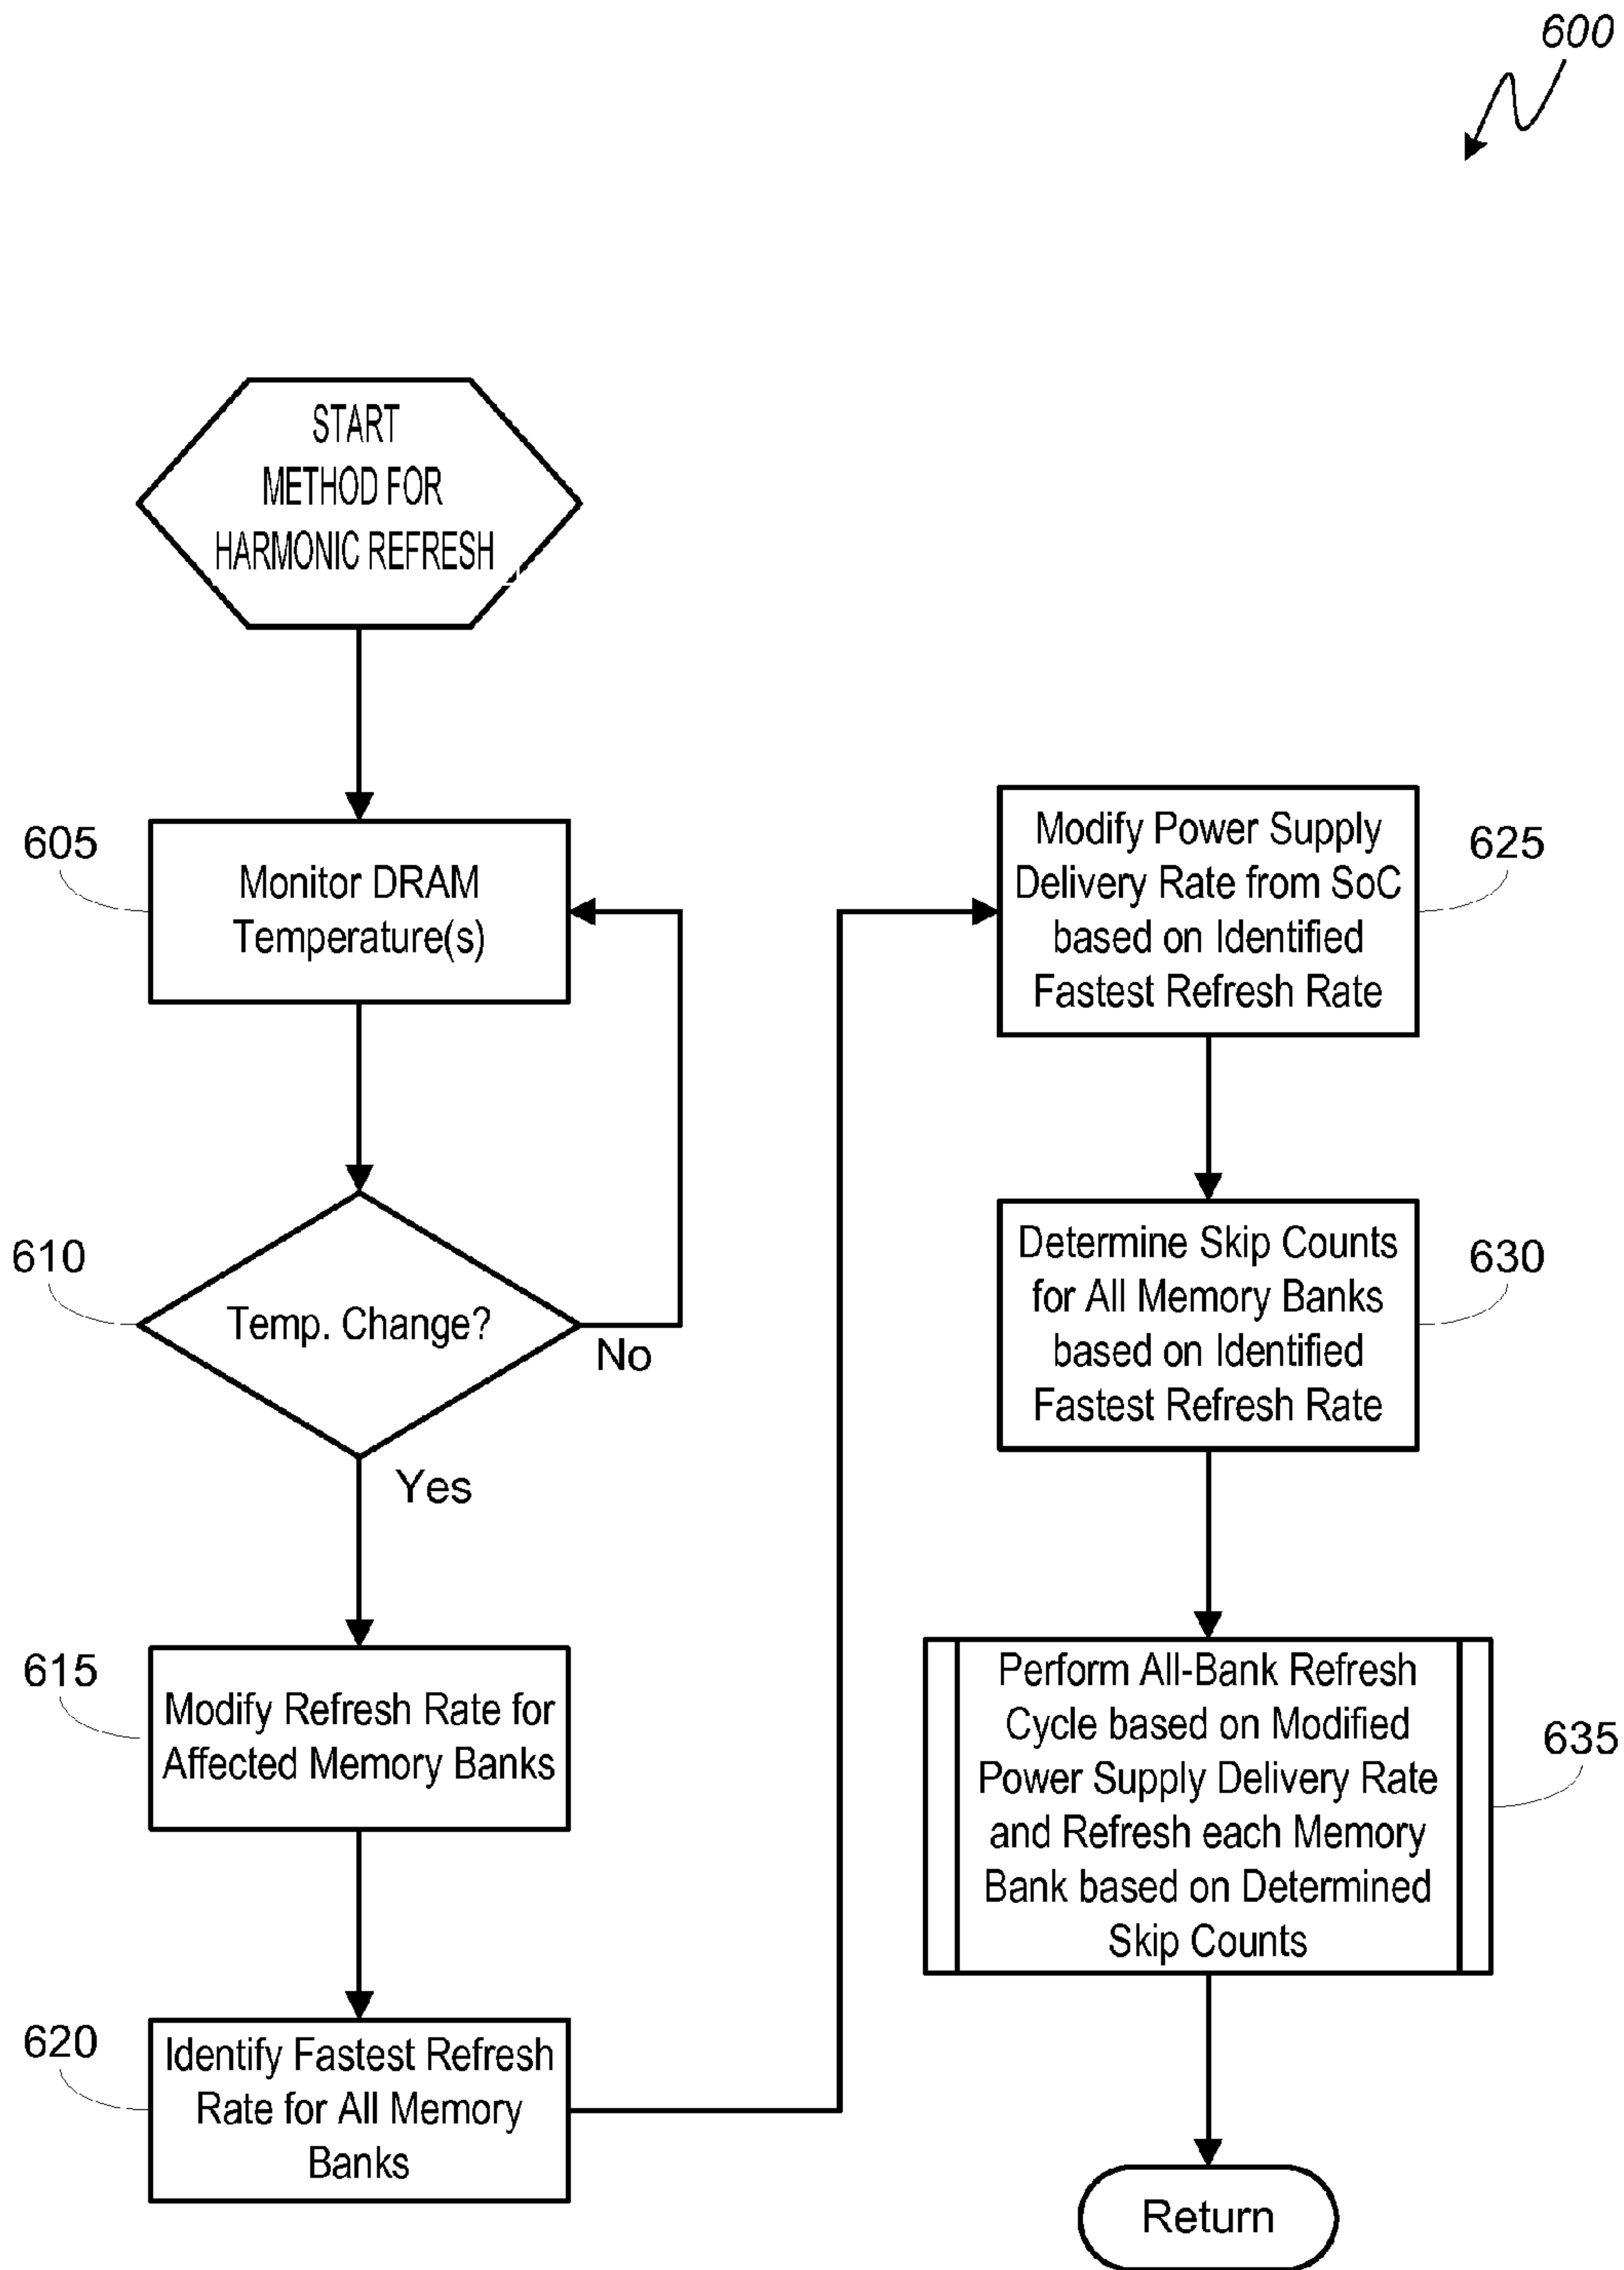 600
START
METHOD FOR
HARMONIC REFRESH
605
Monitor DRAM
Temperature(s)
610
Temp. Change?
No
Yes
615
Modify Refresh Rate for
Affected Memory Banks
620
Identify Fastest Refresh
Rate for All Memory
Banks
Modify Power Supply
Delivery Rate from SoC
based on Identified
Fastest Refresh Rate
625
Determine Skip Counts
for All Memory Banks
based on Identified
Fastest Refresh Rate
630
Perform All-Bank Refresh
Cycle based on Modified
Power Supply Delivery Rate
and Refresh each Memory
Bank based on Determined
Skip Counts
635
Return